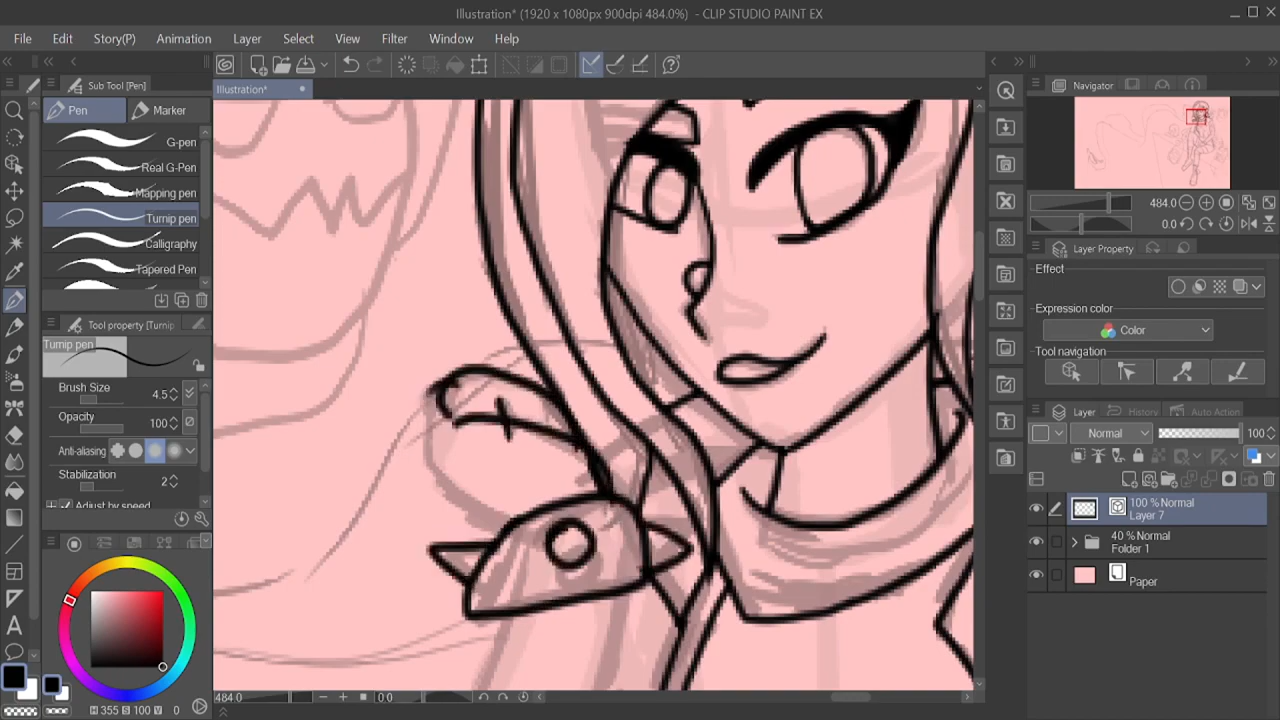 Illustration* (1920 x 1080px 900dpi 484.0%) - CLIP STUDIO PAINT EX
File Edit Story(P) Animation Layer Select View Filter Window Help
Sub Tool [Pen]
Illustration*
Navigator
Pen Marker
G-pen
Real G-Pen
Mapping pen
Turnip pen
Calligraphy
Tapered Pen
484.0
0.0
Layer Property
Effect
Expression color
Color
Tool navigation
Tool property [Turnip
Turnip pen
Brush Size 4.5
Opacity 100
Anti-aliasing
Stabilization 2
Adjust by speed
Layer History Auto Action
Normal 100
100 % Normal
Layer 7
40 % Normal
Folder 1
Paper
484.0 0.0
H 355 S 100 V 0